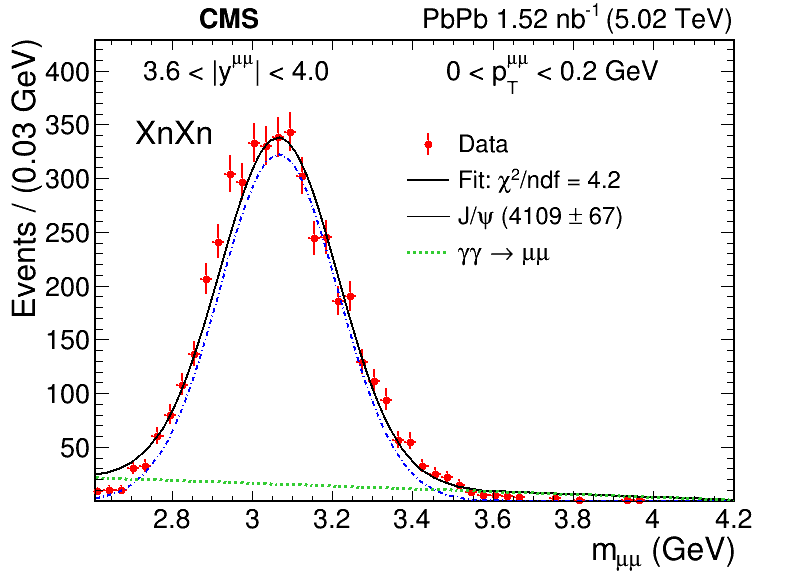 CMS PbPb 1.52 nb⁻¹ (5.02 TeV)
3.6 < |y^μμ| < 4.0 0 < p_T^μμ < 0.2 GeV
XnXn
Data
Fit: χ²/ndf = 4.2
J/ψ (4109 ± 67)
γγ → μμ
Events / (0.03 GeV)
400
350
300
250
200
150
100
50
2.8 3 3.2 3.4 3.6 3.8 4 4.2
m_μμ (GeV)